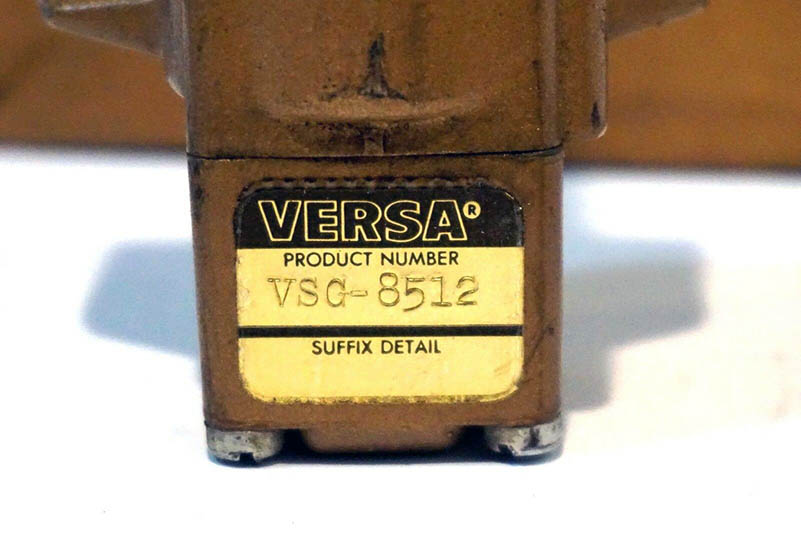 VERSA®
PRODUCT NUMBER
VSG-8512
SUFFIX DETAIL